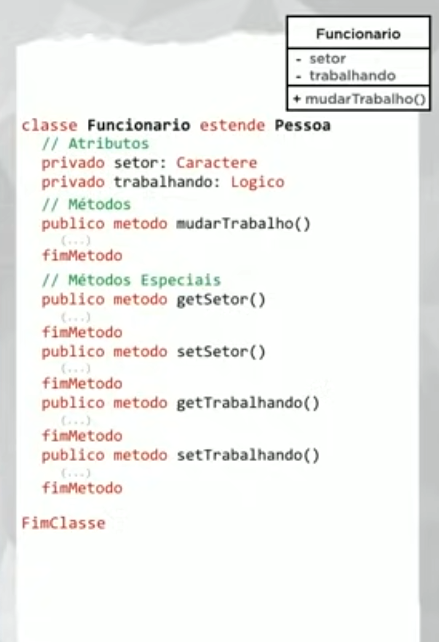 Funcionario
- setor
- trabalhando
+ mudarTrabalho()
classe Funcionario estende Pessoa
// Atributos
privado setor: Caractere
privado trabalhando: Logico
// Métodos
publico metodo mudarTrabalho()
(...)
fimMetodo
// Métodos Especiais
publico metodo getSetor()
(...)
fimMetodo
publico metodo setSetor()
(...)
fimMetodo
publico metodo getTrabalhando()
(...)
fimMetodo
publico metodo setTrabalhando()
(...)
fimMetodo
FimClasse